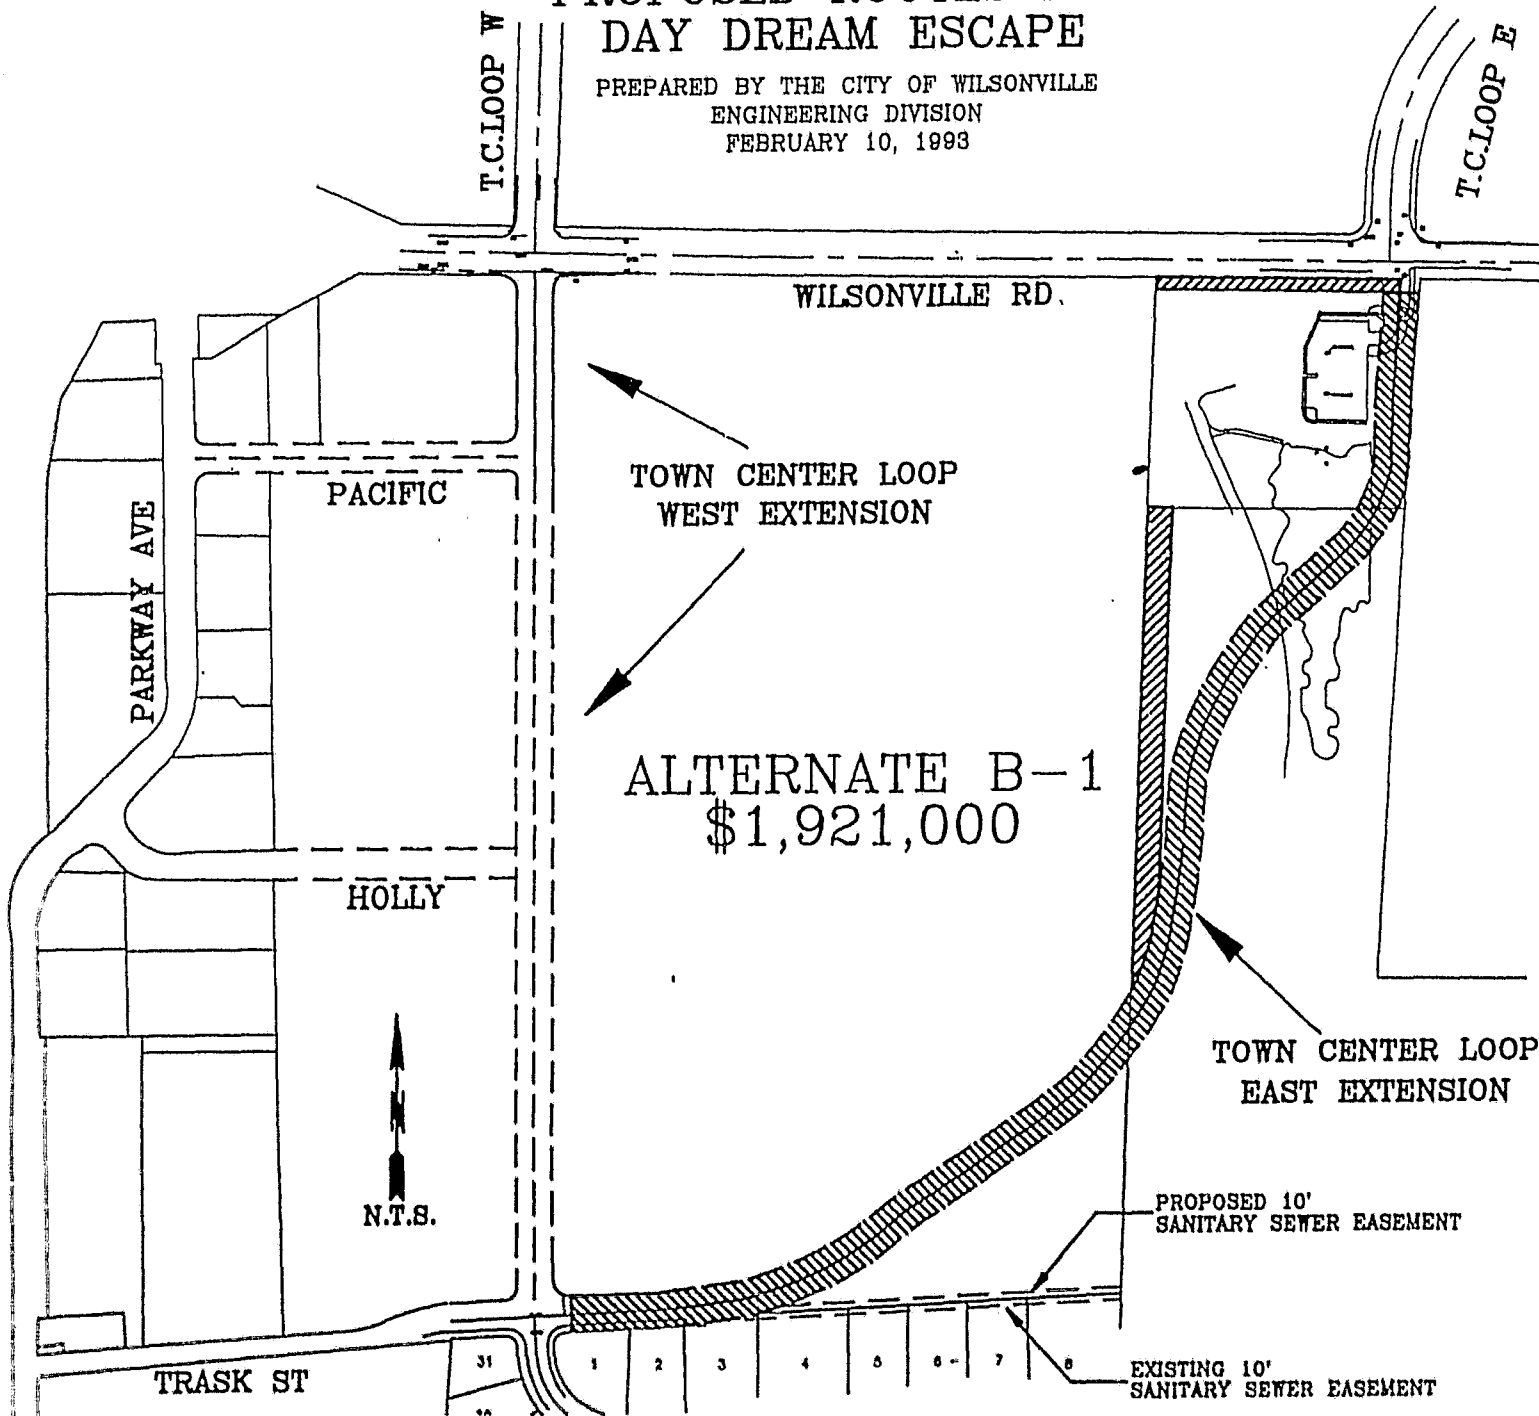 DAY DREAM ESCAPE
PREPARED BY THE CITY OF WILSONVILLE
ENGINEERING DIVISION
FEBRUARY 10, 1993
T.C.LOOP W
T.C.LOOP E
WILSONVILLE RD.
TOWN CENTER LOOP
WEST EXTENSION
PACIFIC
PARKWAY AVE
ALTERNATE B-1
$1,921,000
HOLLY
N
N.T.S.
TOWN CENTER LOOP
EAST EXTENSION
PROPOSED 10'
SANITARY SEWER EASEMENT
TRASK ST
31
1
2
3
4
5
6
7
8
EXISTING 10'
SANITARY SEWER EASEMENT